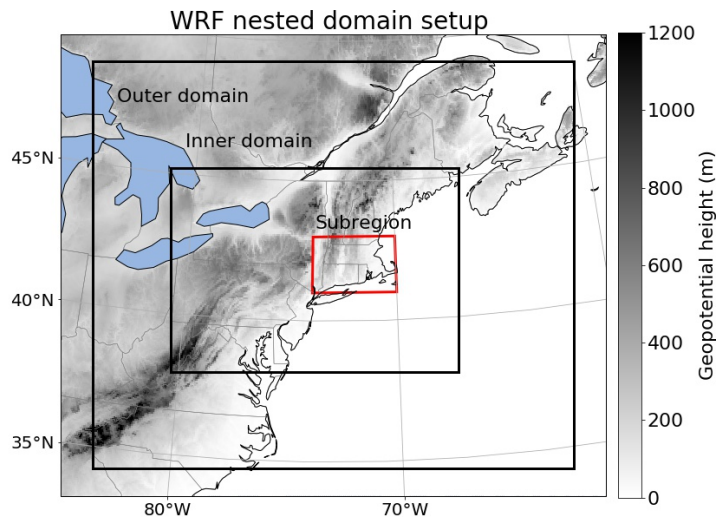 WRF nested domain setup
Outer domain
Inner domain
Subregion
45°N
40°N
35°N
80°W
70°W
1200
1000
800
600
400
200
0
Geopotential height (m)